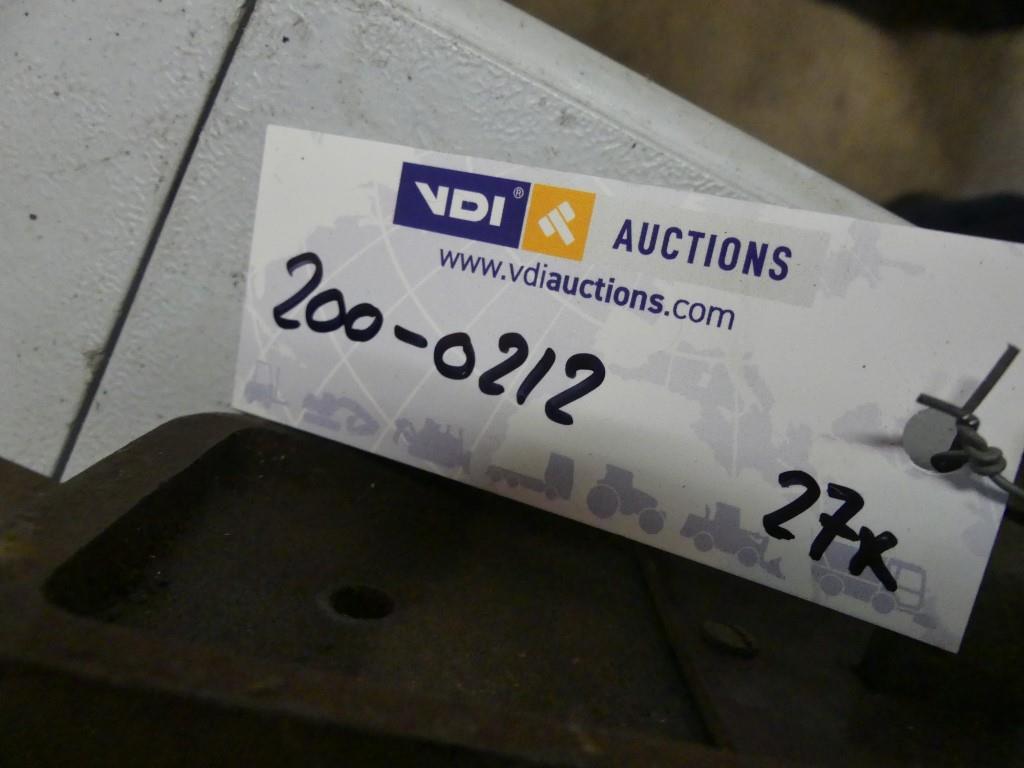 VDI® AUCTIONS
www.vdiauctions.com
200-0212
27x